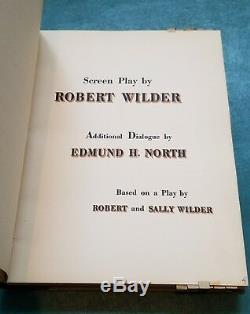 Screen Play by
ROBERT WILDER
Additional Dialogue by
EDMUND H. NORTH
Based on a Play by
ROBERT and SALLY WILDER